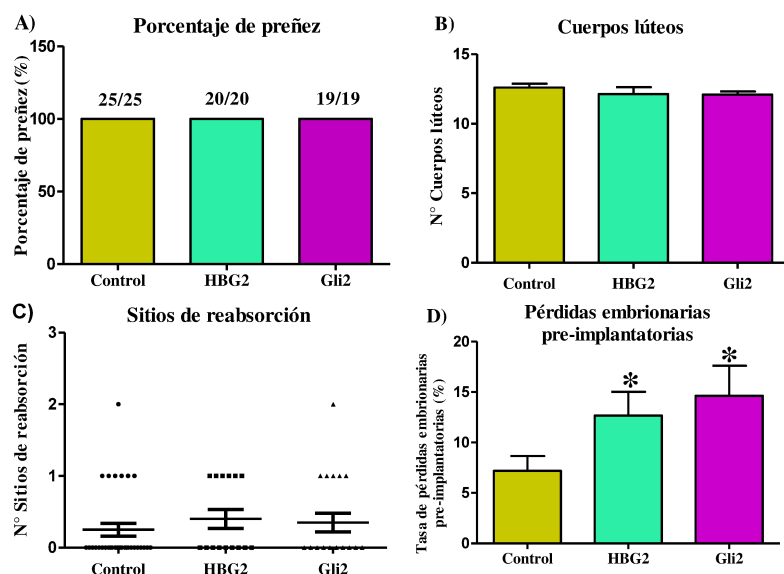 A)
Porcentaje de preñez
Porcentaje de preñez (%)
150
100
50
0
25/25
20/20
19/19
Control
HBG2
Gli2
B)
Cuerpos lúteos
N° Cuerpos lúteos
15
10
5
0
Control
HBG2
Gli2
C)
Sitios de reabsorción
N° Sitios de reabsorción
3
2
1
0
Control
HBG2
Gli2
D)
Pérdidas embrionarias
pre-implantatorias
Tasa de pérdidas embrionarias
pre-implantatorias (%)
20
15
10
5
0
*
*
Control
HBG2
Gli2